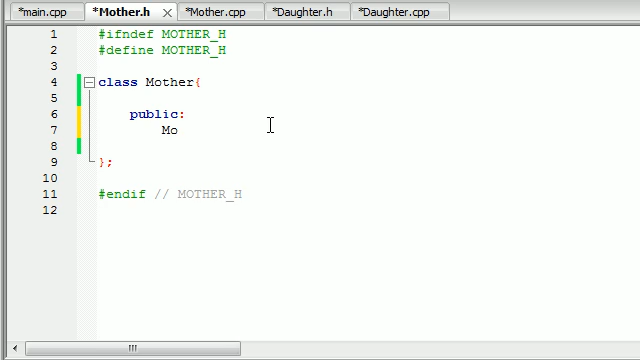 *main.cpp *Mother.h *Mother.cpp *Daughter.h *Daughter.cpp
1 #ifndef MOTHER_H
2 #define MOTHER_H
3
4 class Mother{
5
6 public:
7 Mo
8
9 };
10
11 #endif // MOTHER_H
12